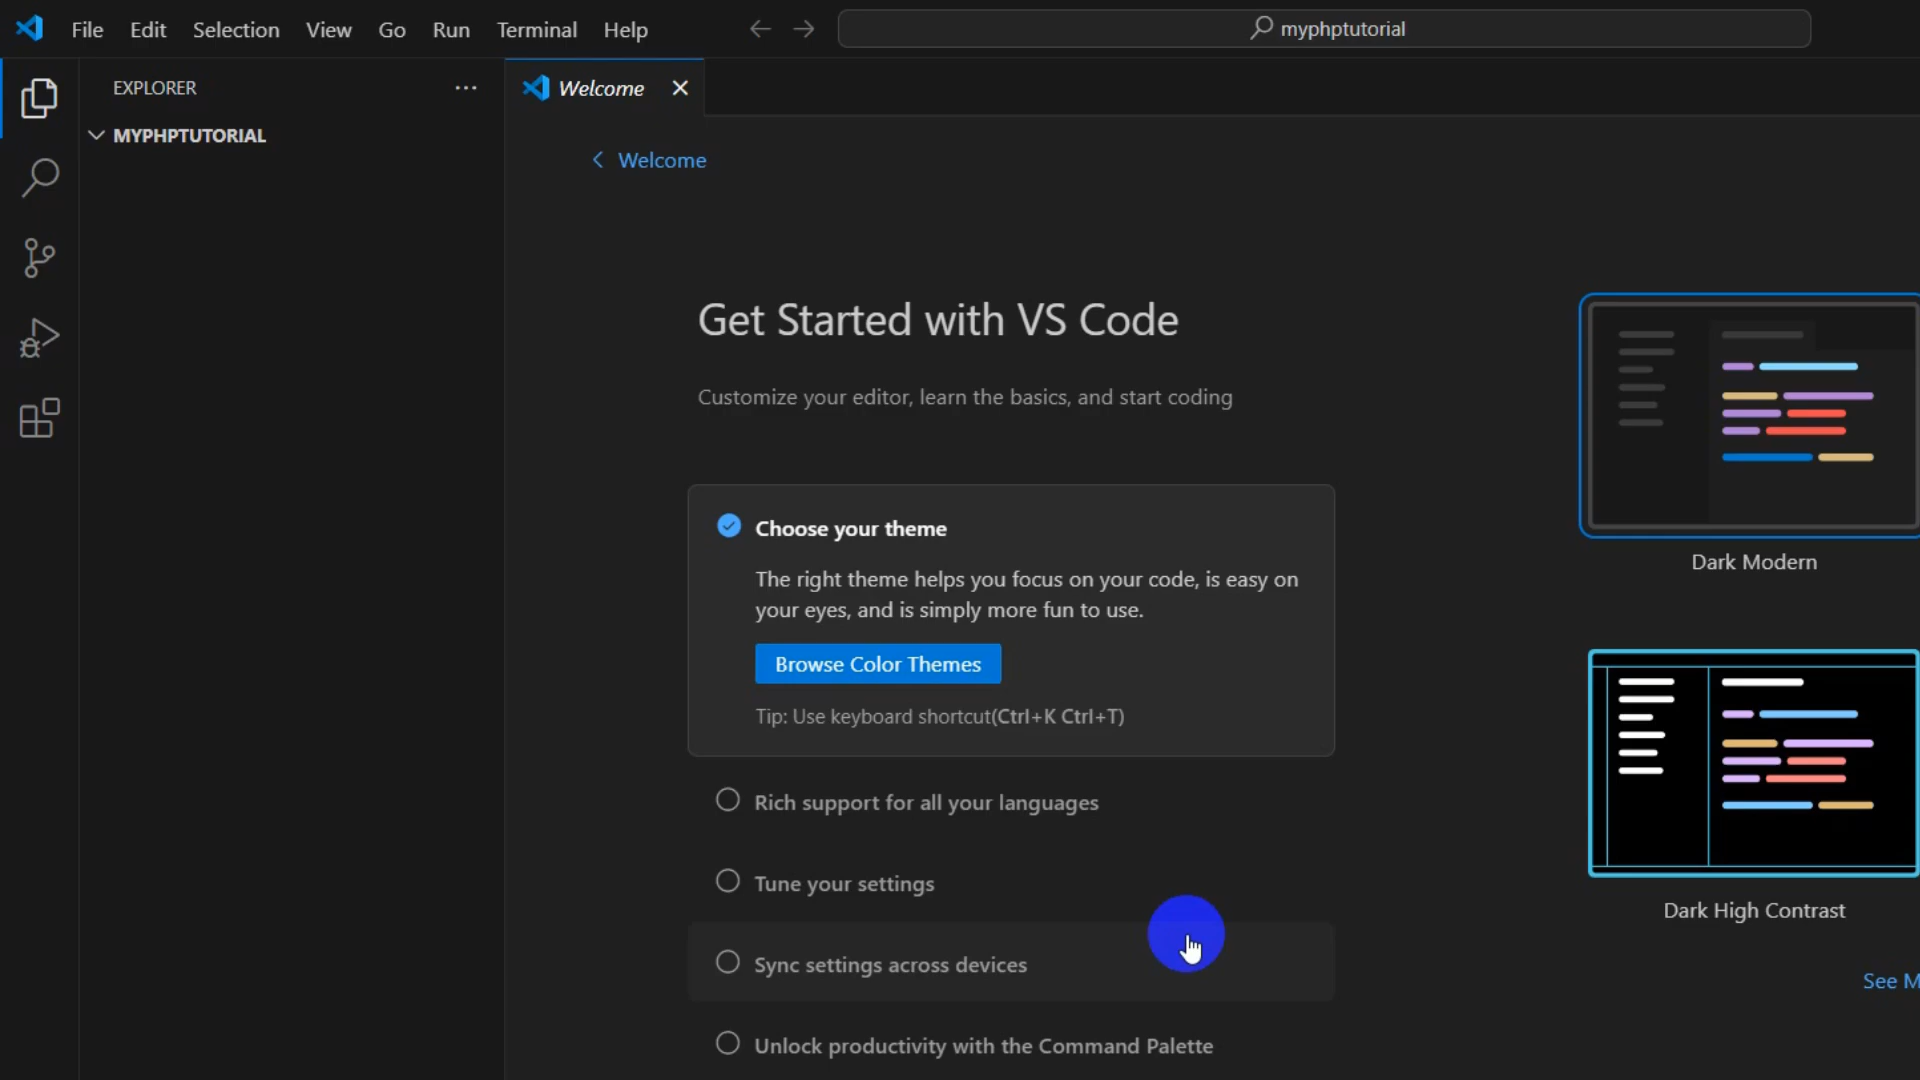 File Edit Selection View Go Run Terminal Help
myphptutorial
EXPLORER
Welcome
MYPHPTUTORIAL
Welcome
Get Started with VS Code
Customize your editor, learn the basics, and start coding
Choose your theme
The right theme helps you focus on your code, is easy on
your eyes, and is simply more fun to use.
Browse Color Themes
Tip: Use keyboard shortcut(Ctrl+K Ctrl+T)
Rich support for all your languages
Tune your settings
Sync settings across devices
Unlock productivity with the Command Palette
Dark Modern
Dark High Contrast
See M